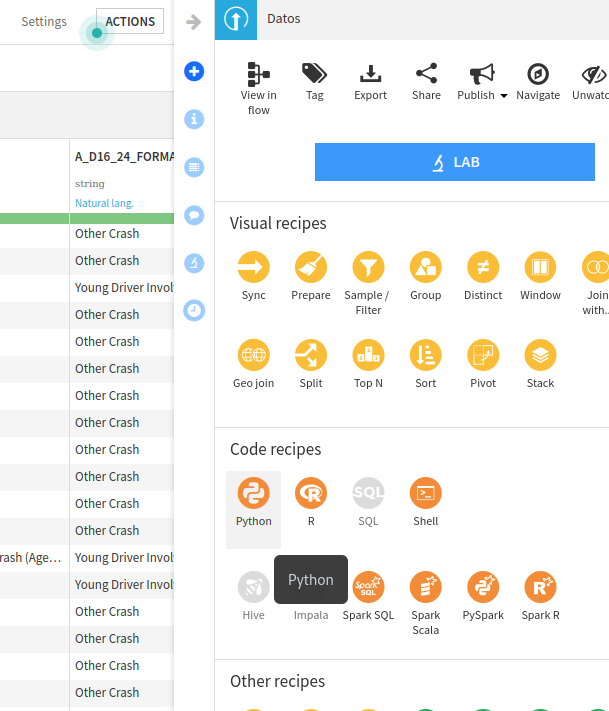 Settings
ACTIONS
A_D16_24_FORMA
string
Natural lang.
Other Crash
Other Crash
Young Driver Invol
Other Crash
Other Crash
Other Crash
Other Crash
Other Crash
Other Crash
Other Crash
Other Crash
Other Crash
rash (Age... Young Driver Invol
Young Driver Invol
Other Crash
Other Crash
Other Crash
Other Crash
Datos
View in
flow
Tag
Export
Share
Publish
Navigate
Unwatc
LAB
Visual recipes
Sync
Prepare
Sample /
Filter
Group
Distinct
Window
Join
with...
Geo join
Split
Top N
Sort
Pivot
Stack
Code recipes
Python
R
SQL
SQL
Shell
Python
Hive
Impala
Spark
SQL
Spark SQL
Spark
Scala
PySpark
Spark R
Other recipes